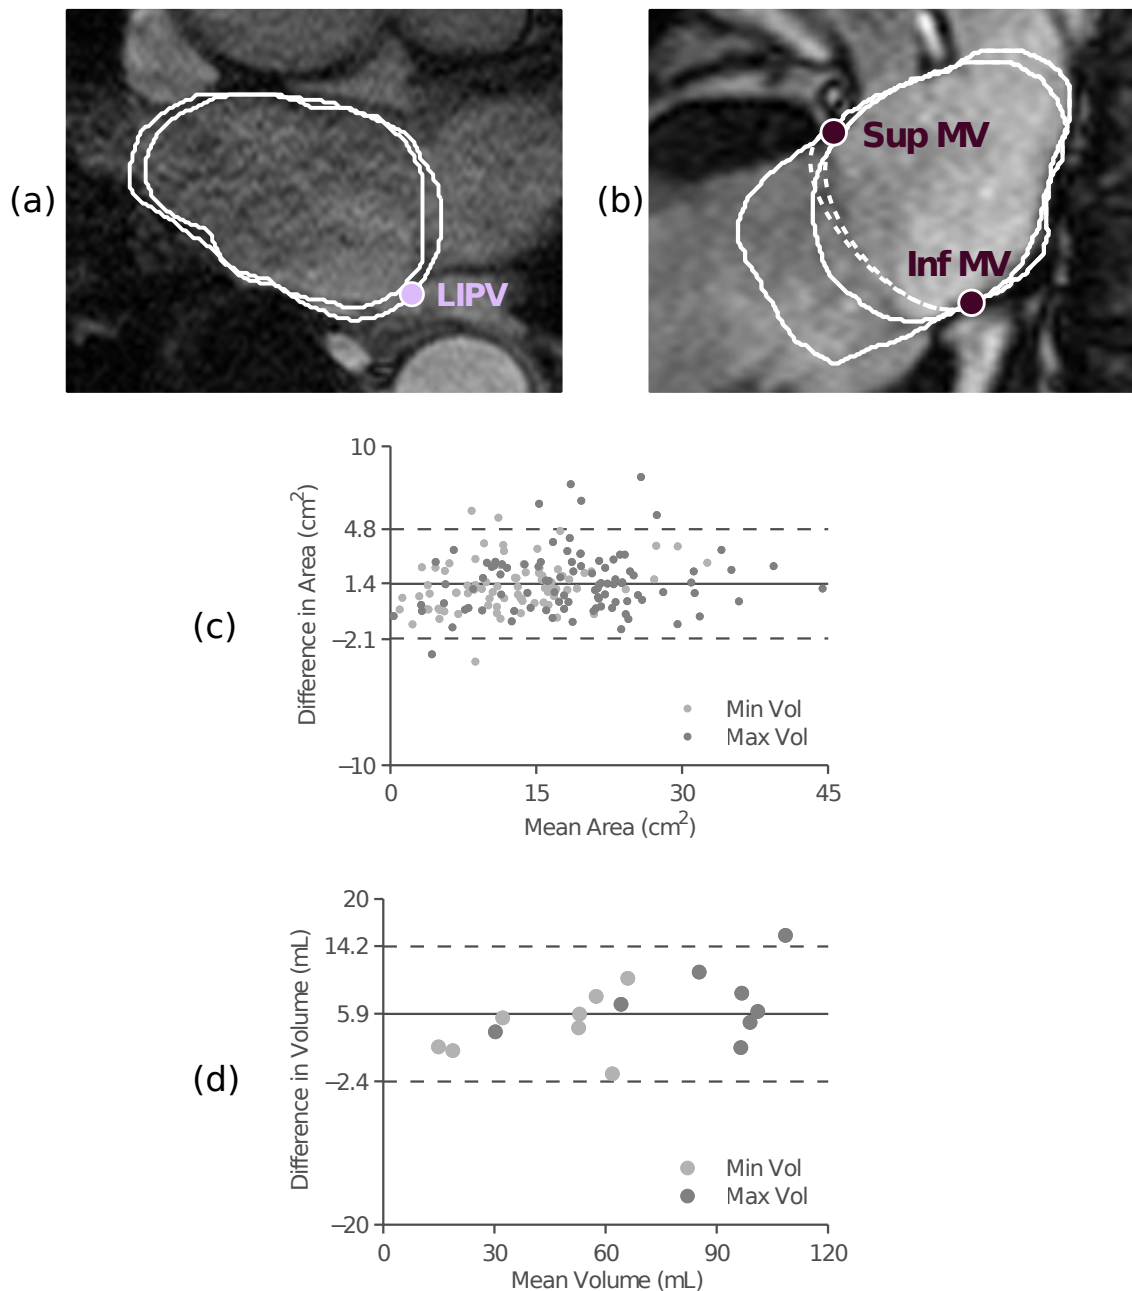 (a)
LIPV
(b)
Sup MV
Inf MV
(c)
Difference in Area (cm²)
10
4.8
1.4
−2.1
−10
Min Vol
Max Vol
0 15 30 45
Mean Area (cm²)
(d)
Difference in Volume (mL)
20
14.2
5.9
−2.4
−20
Min Vol
Max Vol
0 30 60 90 120
Mean Volume (mL)